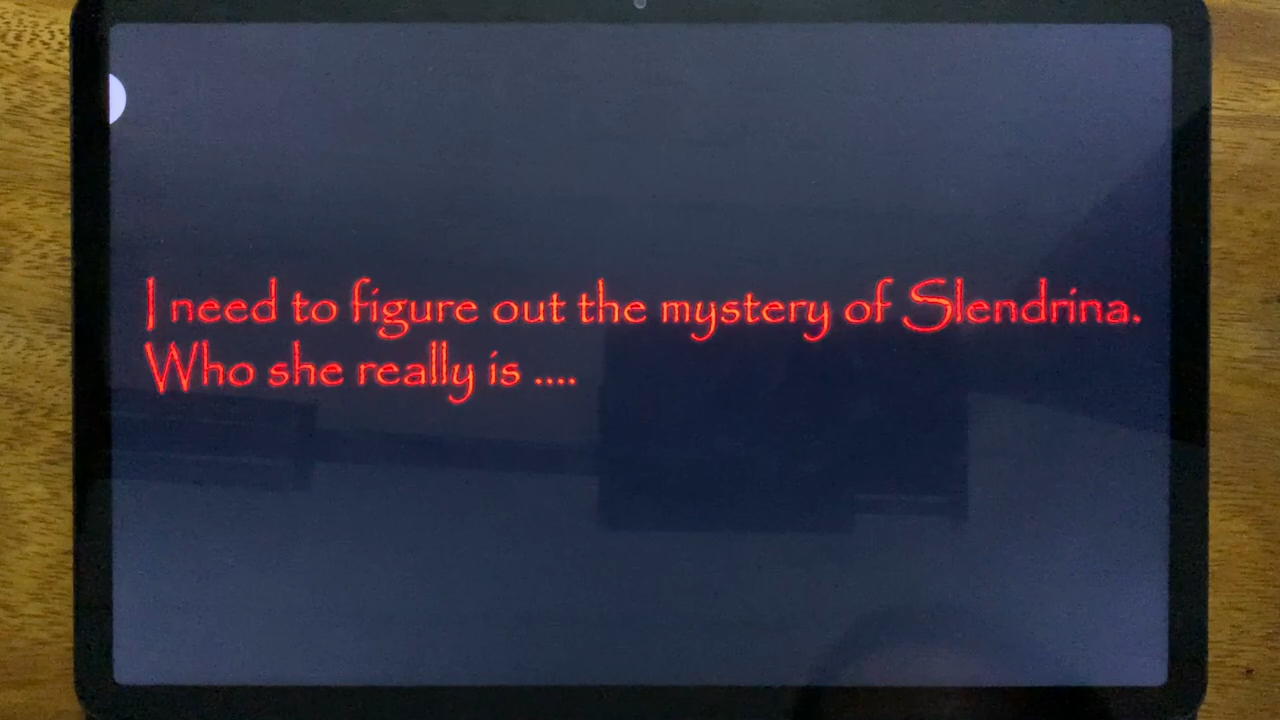 I need to figure out the mystery of Slendrina.
Who she really is ....